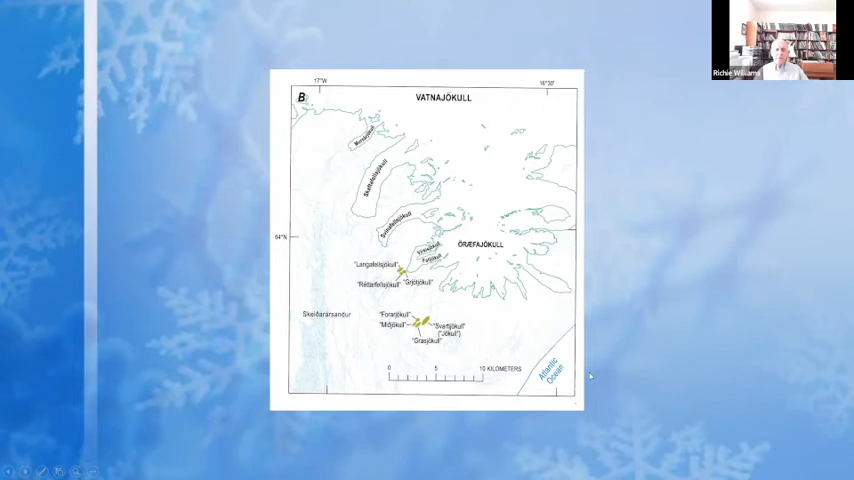 Richie Williams
17°W
16°30'
B
VATNAJÖKULL
Morsárjökull
Skaftafellsjökull
Svínafellsjökull
64°N
ÖRÆFAJÖKULL
Virkisjökull
Falljökull
"Langafellsjökull"
"Réttarfellsjökull"
"Grjótjökull"
Skeiðarársandur
"Forarjökull"
"Miðjökull"
"Svartijökull"
("Jökull")
"Grasjökull"
0
5
10 KILOMETERS
Atlantic
Ocean